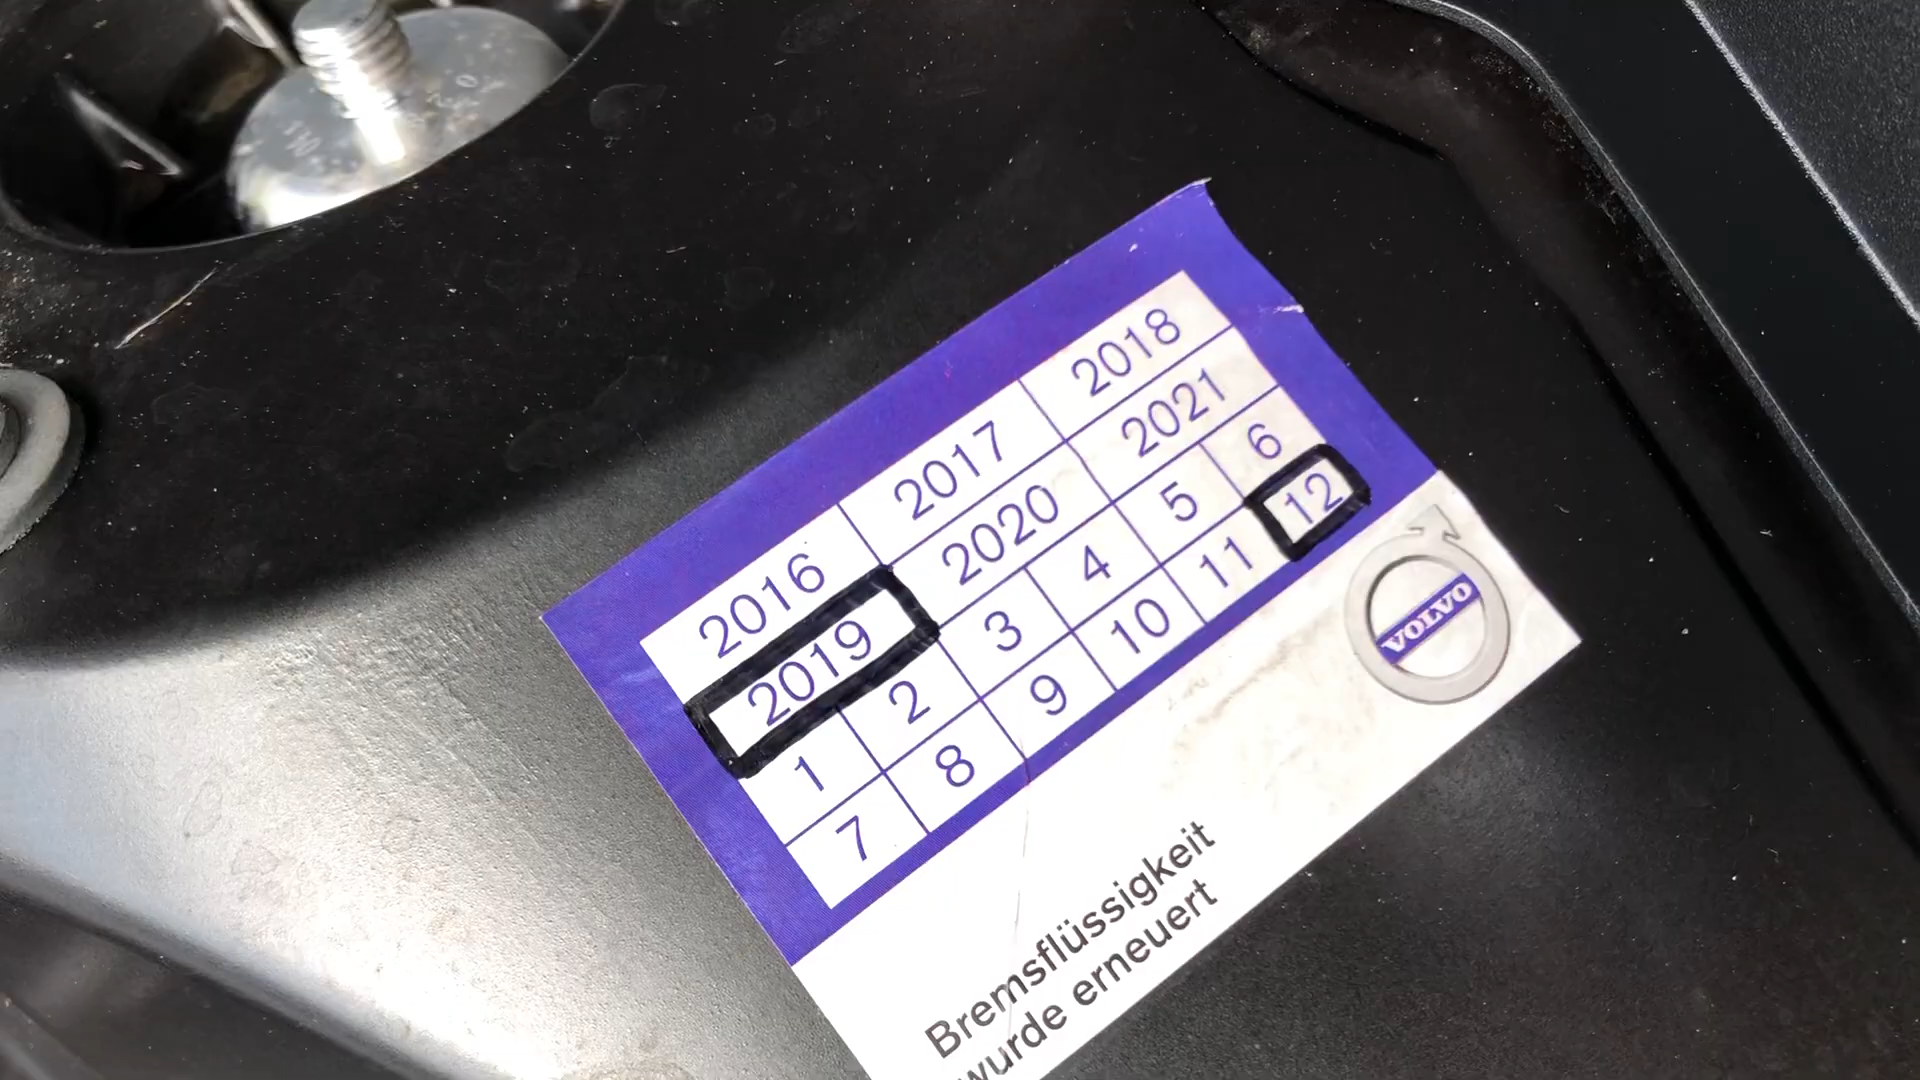 2016 2017 2018
2019 2020 2021
1 2 3 4 5 6
7 8 9 10 11 12
VOLVO
Bremsflüssigkeit
wurde erneuert